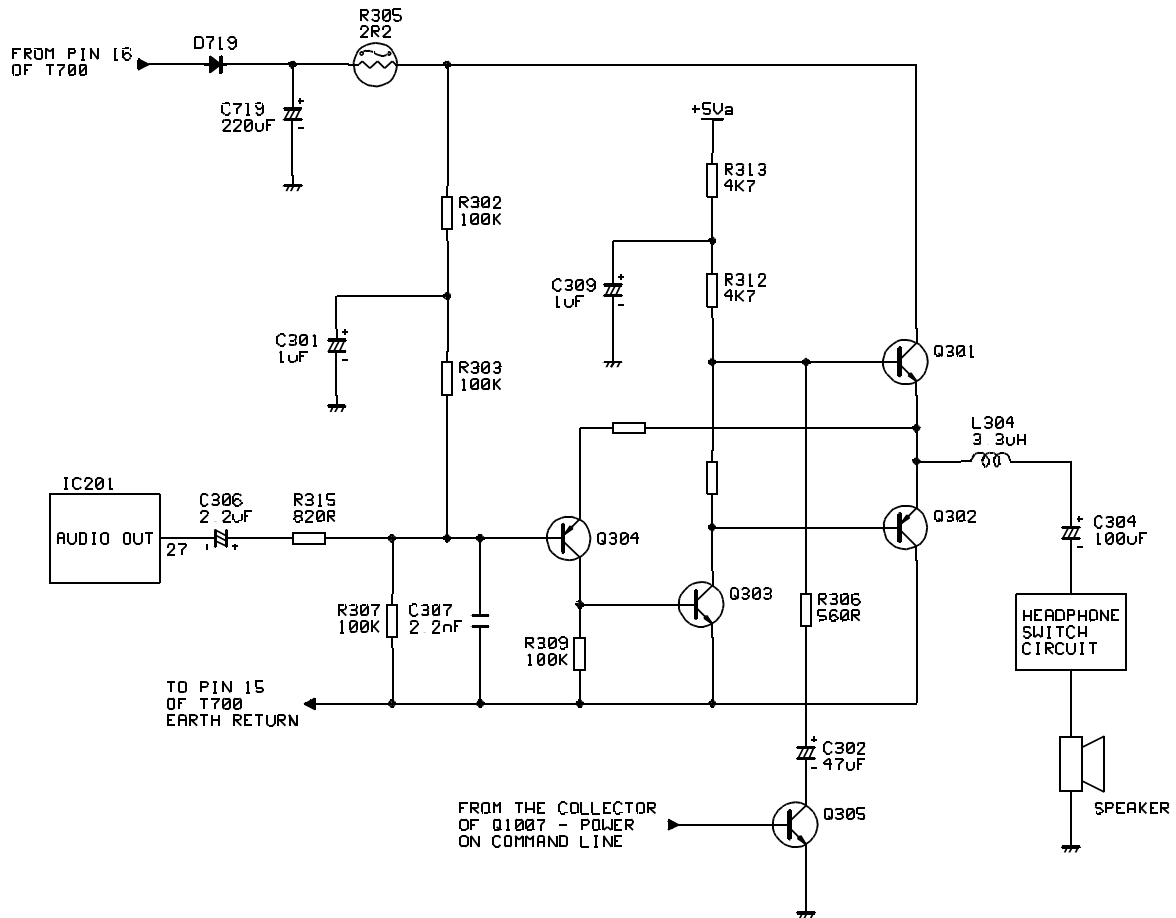 R305
2R2
D719
FROM PIN 16
OF T700
C719
220uF
+
-
+5Va
R313
4K7
R302
100K
R312
4K7
C309
1uF
+
-
C301
1uF
+
-
R303
100K
Q301
L304
3.3uH
IC201
AUDIO OUT
27
C306
2.2uF
-
+
R315
820R
Q304
Q302
C304
100uF
+
-
Q303
R307
100K
C307
2.2nF
R309
100K
R306
560R
HEADPHONE
SWITCH
CIRCUIT
TO PIN 15
OF T700
EARTH RETURN
C302
47uF
+
-
FROM THE COLLECTOR
OF Q1007 - POWER
ON COMMAND LINE
Q305
SPEAKER